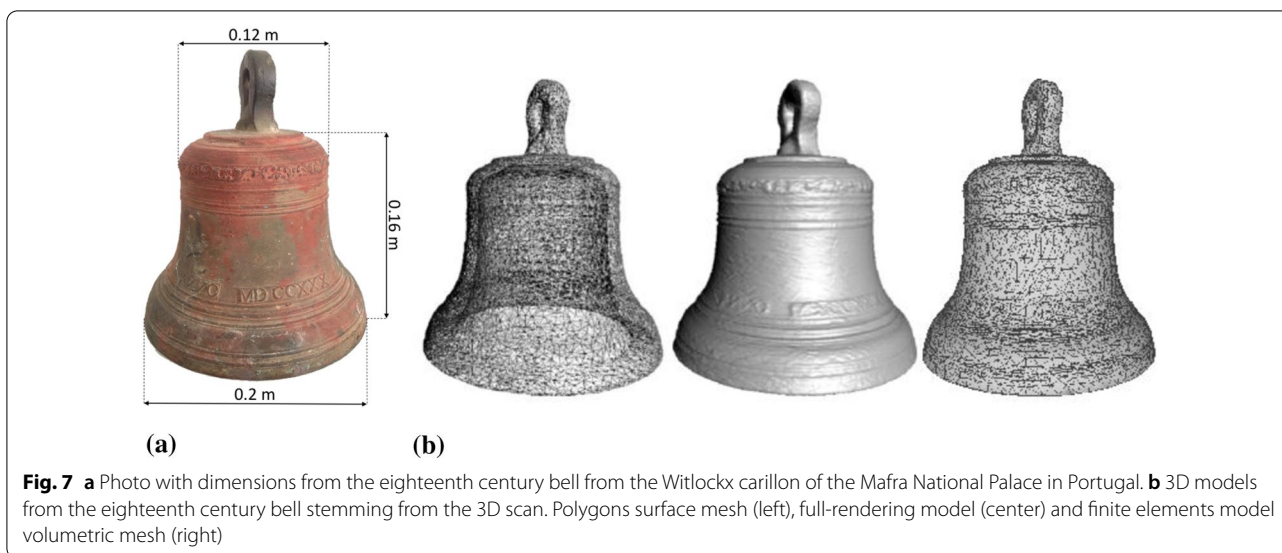 0.12 m
0.16 m
MDCCXXX
0.2 m
(a)
(b)
Fig. 7 a Photo with dimensions from the eighteenth century bell from the Witlockx carillon of the Mafra National Palace in Portugal. b 3D models
from the eighteenth century bell stemming from the 3D scan. Polygons surface mesh (left), full-rendering model (center) and finite elements model
volumetric mesh (right)